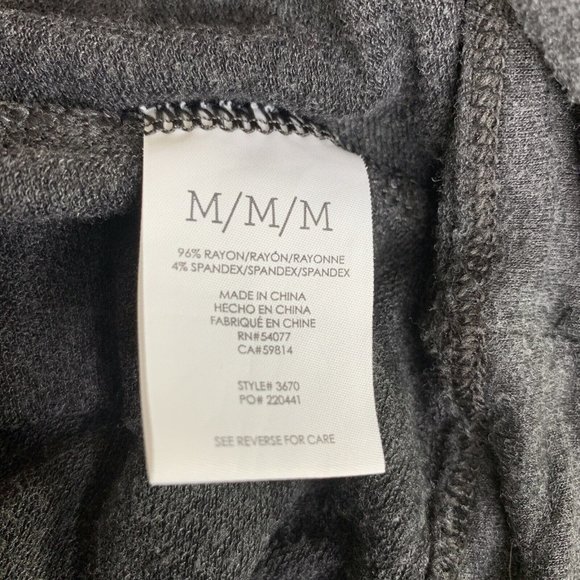 M/M/M
96% RAYON/RAYÓN/RAYONNE
4% SPANDEX/SPANDEX/SPANDEX
MADE IN CHINA
HECHO EN CHINA
FABRIQUÉ EN CHINE
RN#54077
CA#59814
STYLE# 3670
PO# 220441
SEE REVERSE FOR CARE